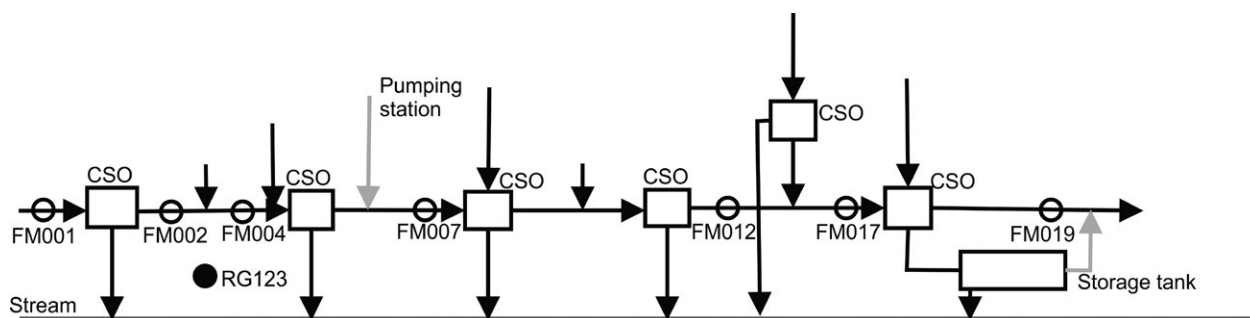 Pumping
station
CSO
CSO
CSO
CSO
CSO
CSO
FM001
FM002
FM004
FM007
FM012
FM017
FM019
RG123
Storage tank
Stream